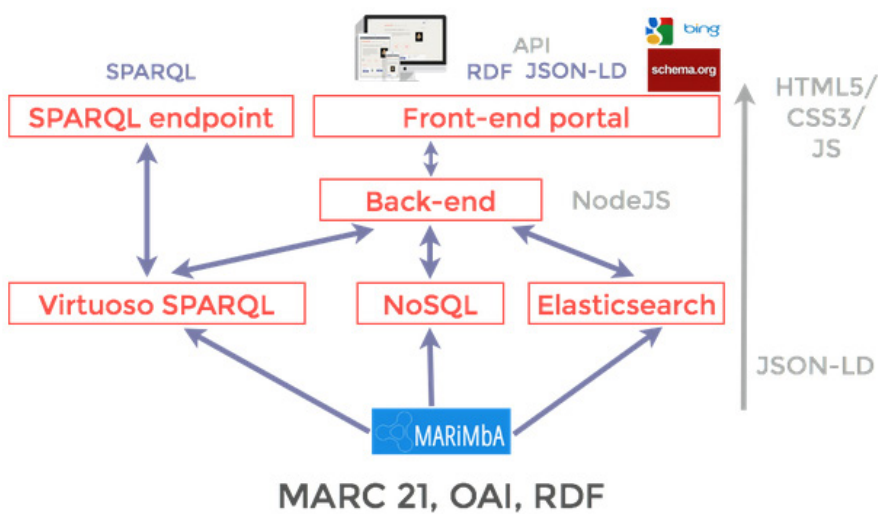 bing
API
SPARQL
RDF JSON-LD
schema.org
HTML5/
CSS3/
JS
SPARQL endpoint
Front-end portal
Back-end
NodeJS
Virtuoso SPARQL
NoSQL
Elasticsearch
JSON-LD
MARiMbA
MARC 21, OAI, RDF